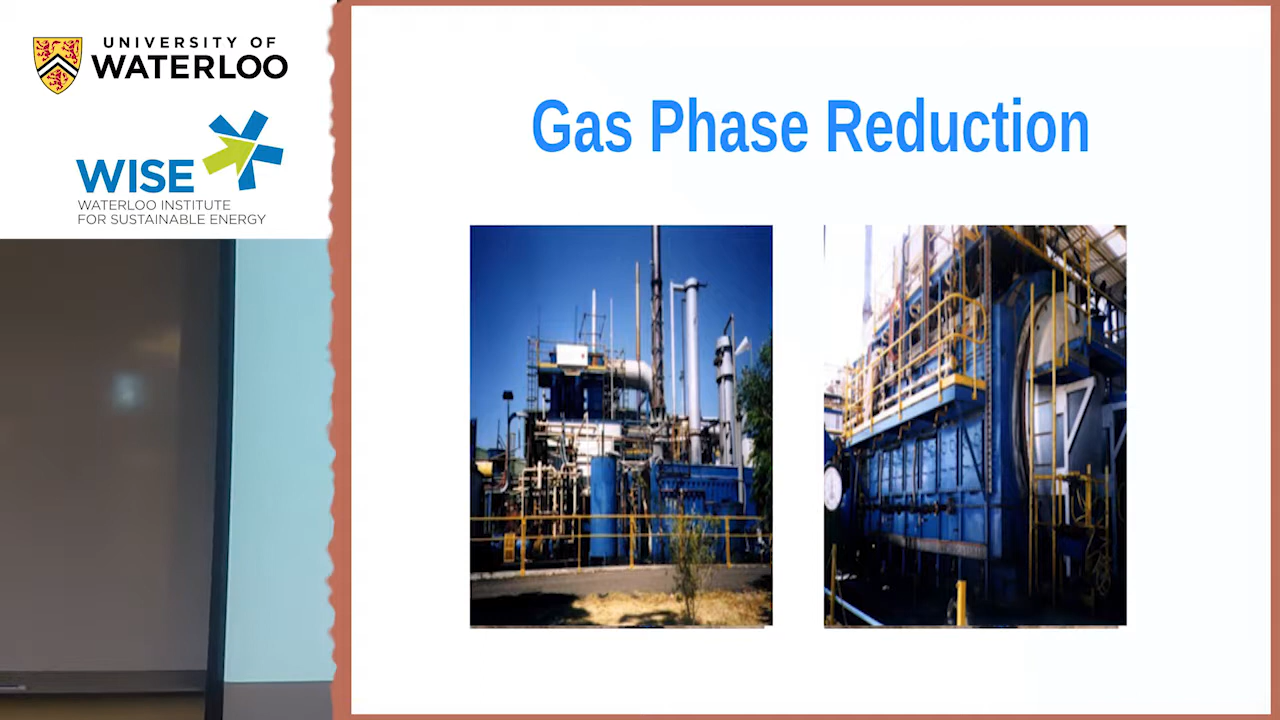 UNIVERSITY OF
WATERLOO
WISE
WATERLOO INSTITUTE
FOR SUSTAINABLE ENERGY
Gas Phase Reduction